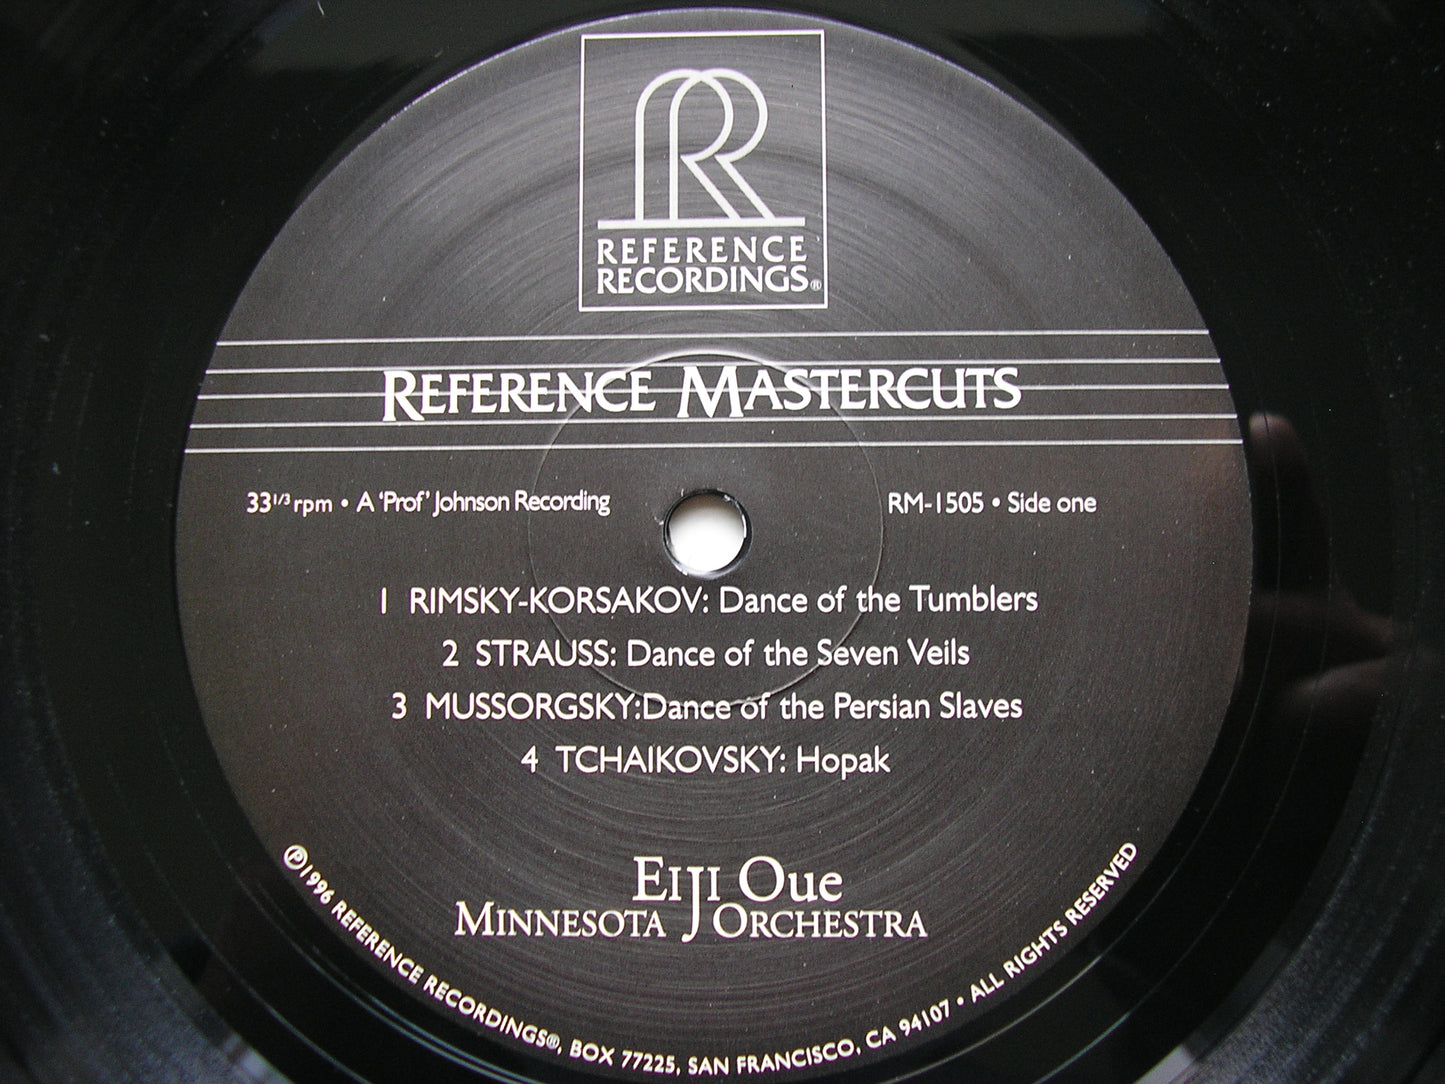 REFERENCE
RECORDINGS®
REFERENCE MASTERCUTS
33 1/3 rpm • A 'Prof' Johnson Recording
RM-1505 • Side one
1 RIMSKY-KORSAKOV: Dance of the Tumblers
2 STRAUSS: Dance of the Seven Veils
3 MUSSORGSKY:Dance of the Persian Slaves
4 TCHAIKOVSKY: Hopak
EIJI OUE
MINNESOTA ORCHESTRA
℗1996 REFERENCE RECORDINGS®, BOX 77225, SAN FRANCISCO, CA 94107 • ALL RIGHTS RESERVED